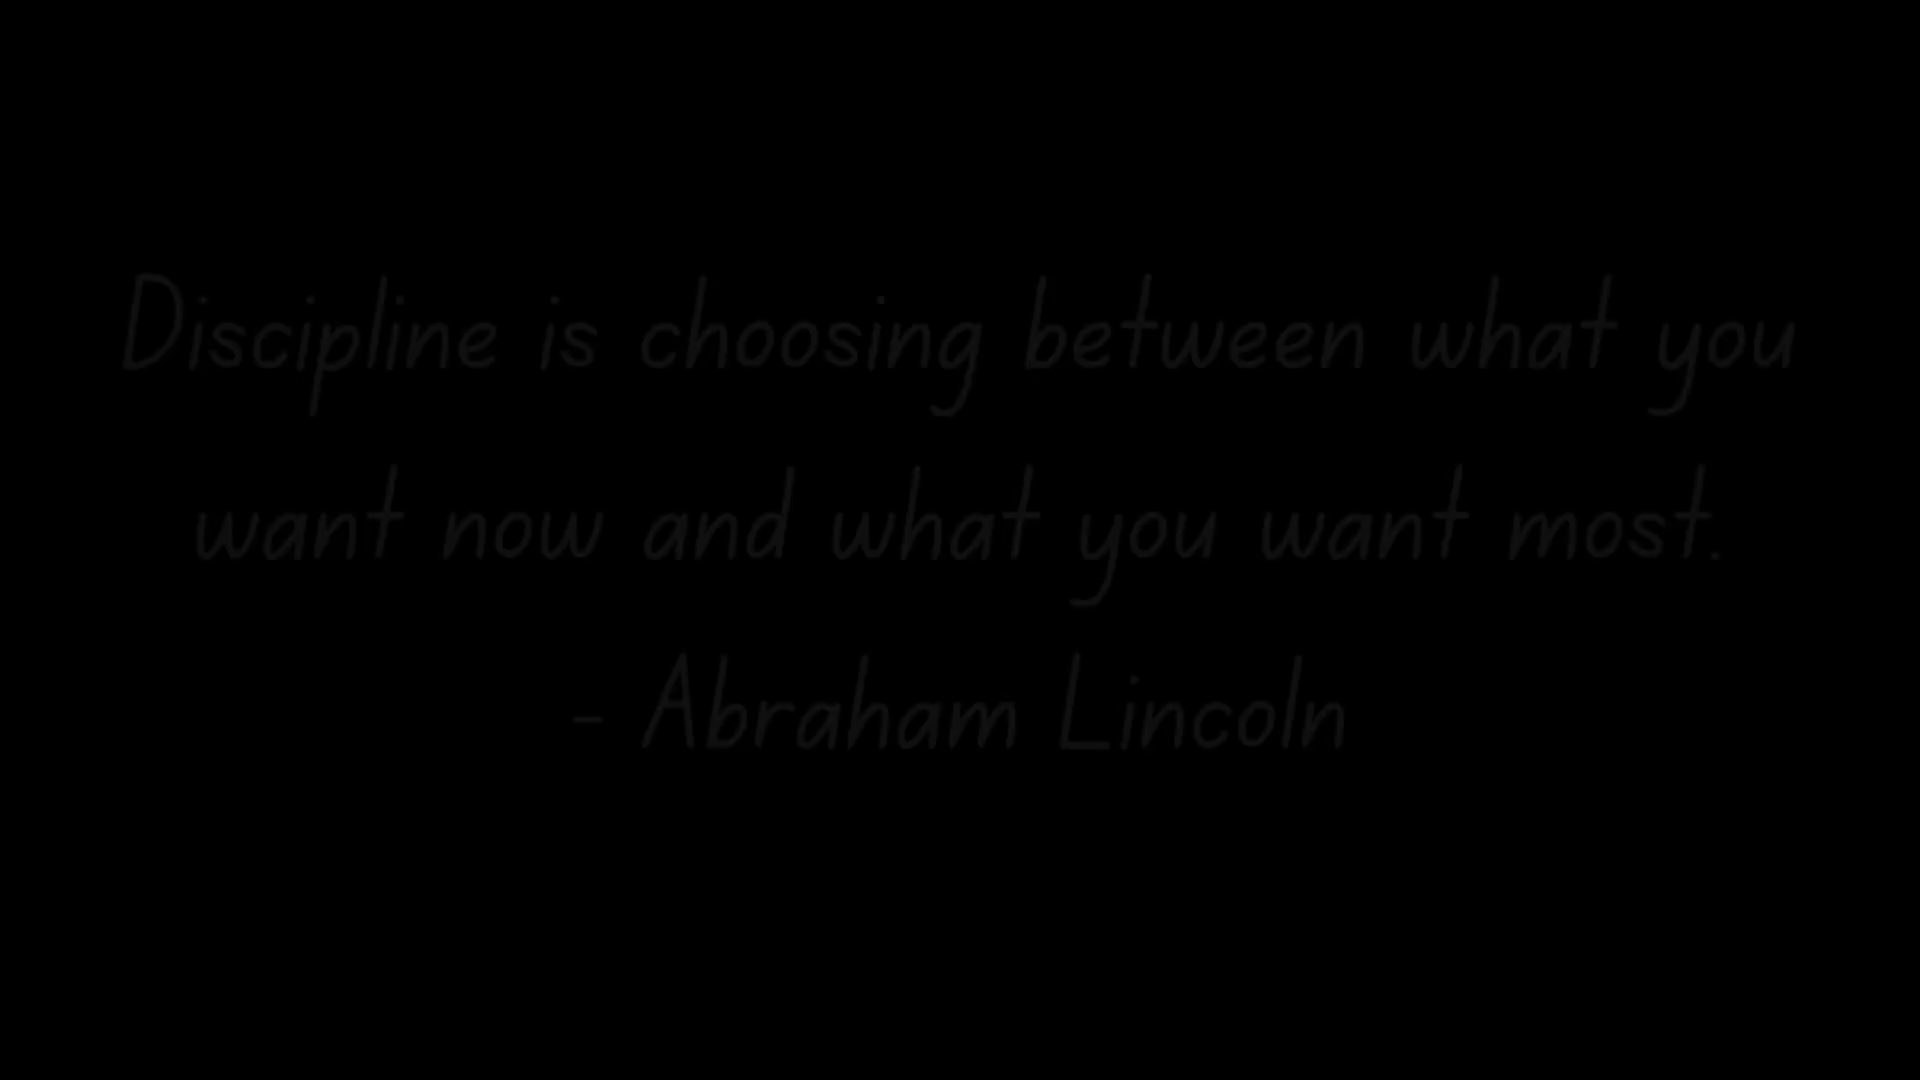 Discipline is choosing between what you
want now and what you want most.
- Abraham Lincoln